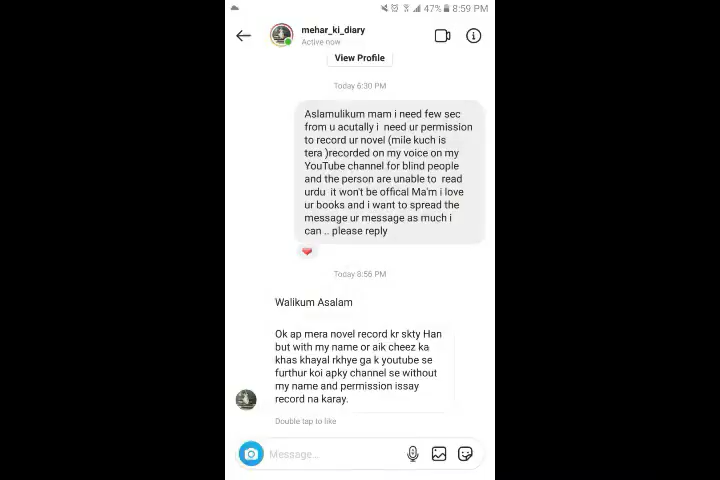 47% 8:59 PM
mehar_ki_diary
Active now
View Profile
Today 6:30 PM
Aslamulikum mam i need few sec
from u acutally i need ur permission
to record ur novel (mile kuch is
tera )recorded on my voice on my
YouTube channel for blind people
and the person are unable to read
urdu it won't be offical Ma'm i love
ur books and i want to spread the
message ur message as much i
can .. please reply
Today 8:56 PM
Walikum Asalam
Ok ap mera novel record kr skty Han
but with my name or aik cheez ka
khas khayal rkhye ga k youtube se
furthur koi apky channel se without
my name and permission issay
record na karay.
Double tap to like
Message...